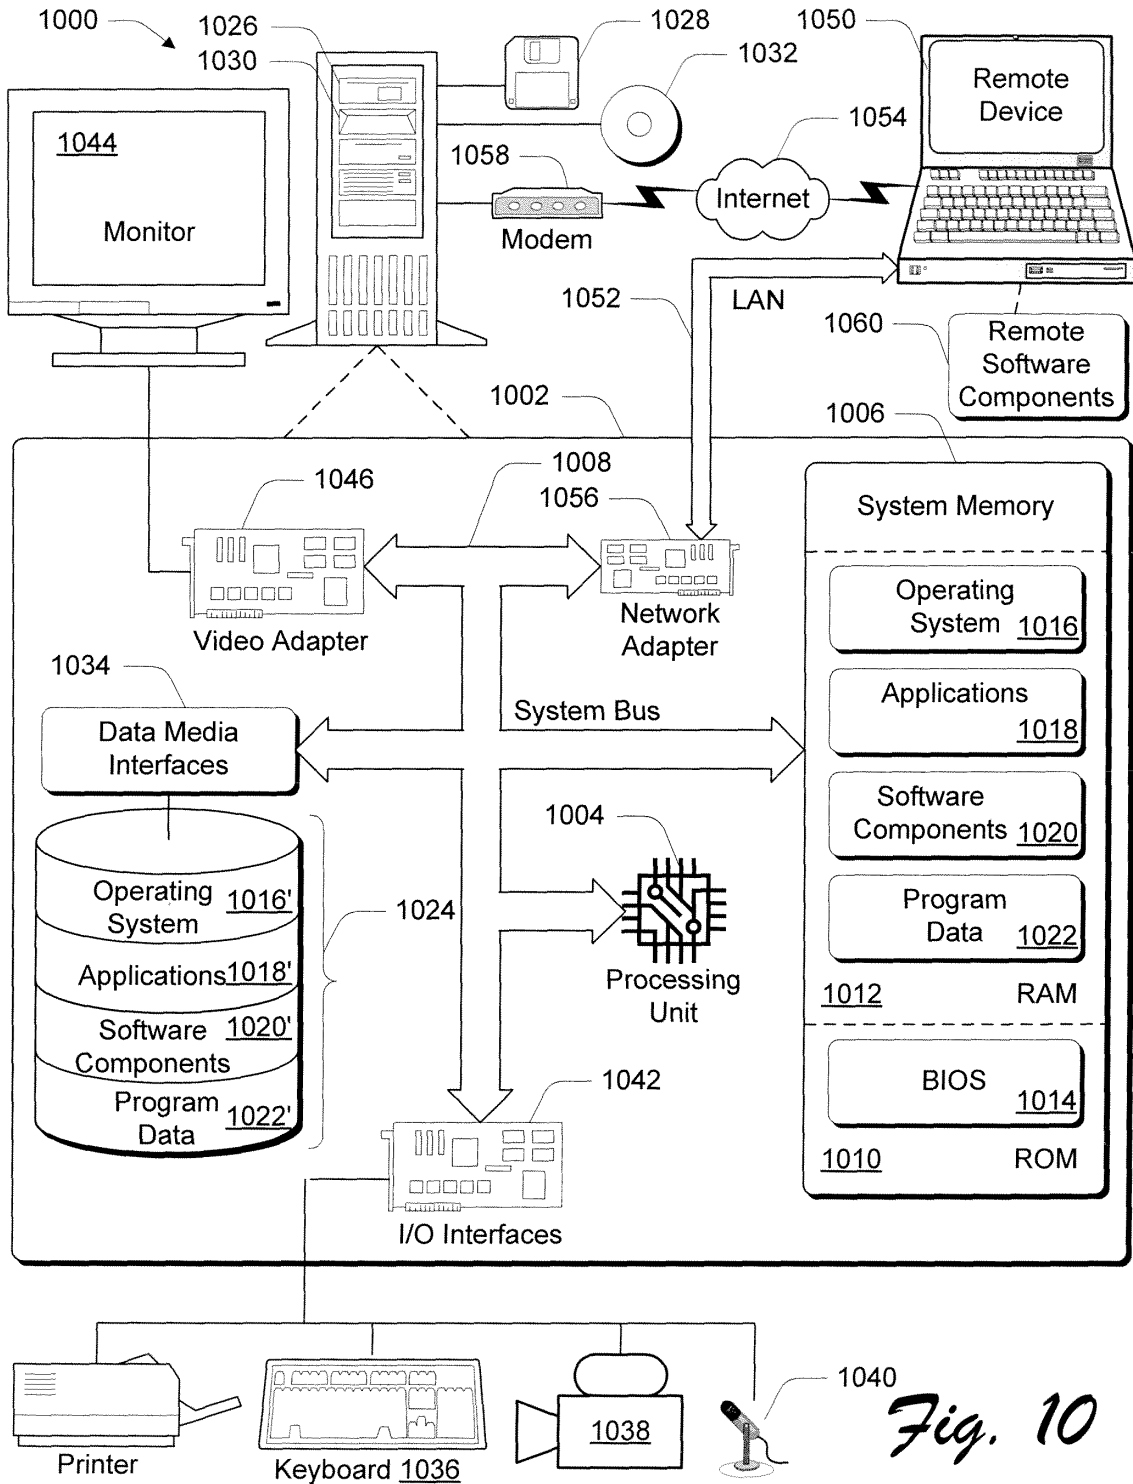 1000
1026
1030
1028
1032
1050
Remote
Device
1044
Monitor
1058
Modem
1054
Internet
1052
LAN
1060
Remote
Software
Components
1002
1006
1046
1008
1056
System Memory
Video Adapter
Network
Adapter
Operating
System 1016
1034
Data Media
Interfaces
System Bus
Applications
1018
1004
Software
Components 1020
Operating
System 1016'
1024
Processing
Unit
Program
Data 1022
Applications 1018'
1012 RAM
Software
Components 1020'
1042
BIOS
1014
Program
Data 1022'
1010 ROM
I/O Interfaces
Printer
Keyboard 1036
1038
1040
Fig. 10